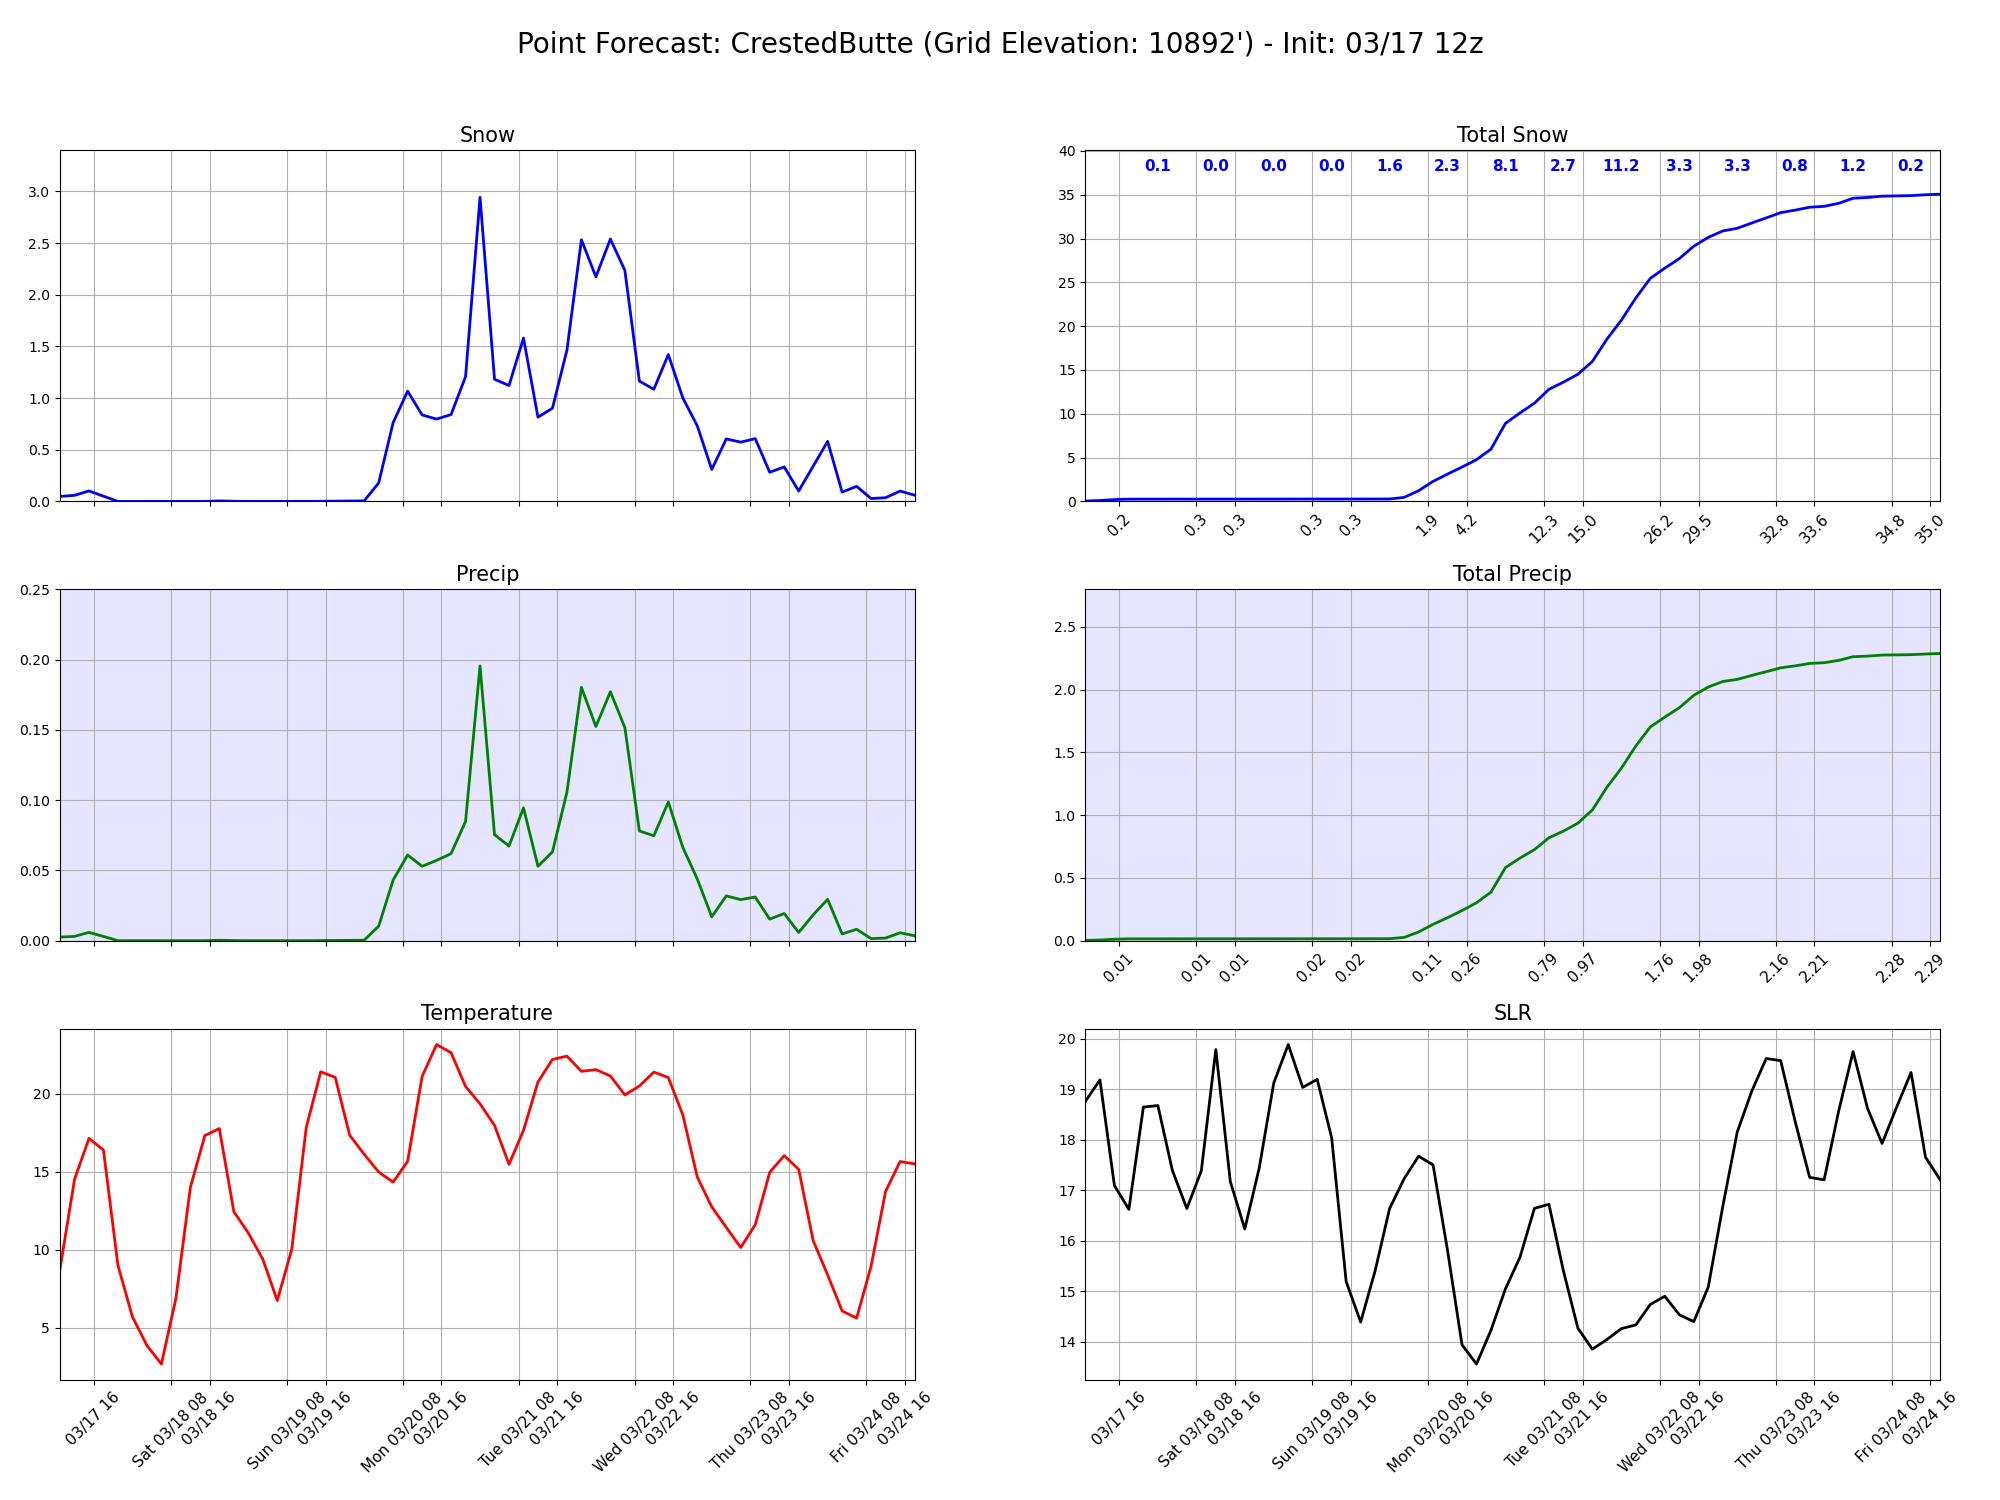 Point Forecast: CrestedButte (Grid Elevation: 10892') - Init: 03/17 12z
Snow
3.0
2.5
2.0
1.5
1.0
0.5
0.0
Total Snow
0.1 0.0 0.0 0.0 1.6 2.3 8.1 2.7 11.2 3.3 3.3 0.8 1.2 0.2
40
35
30
25
20
15
10
5
0
0.2 0.3 0.3 0.3 0.3 1.9 4.2 12.3 15.0 26.2 29.5 32.8 33.6 34.8 35.0
Precip
0.25
0.20
0.15
0.10
0.05
0.00
Total Precip
2.5
2.0
1.5
1.0
0.5
0.0
0.01 0.01 0.01 0.02 0.02 0.11 0.26 0.79 0.97 1.76 1.98 2.16 2.21 2.28 2.29
Temperature
20
15
10
5
03/17 16
Sat 03/18 08
03/18 16
Sun 03/19 08
03/19 16
Mon 03/20 08
03/20 16
Tue 03/21 08
03/21 16
Wed 03/22 08
03/22 16
Thu 03/23 08
03/23 16
Fri 03/24 08
03/24 16
SLR
20
19
18
17
16
15
14
03/17 16
Sat 03/18 08
03/18 16
Sun 03/19 08
03/19 16
Mon 03/20 08
03/20 16
Tue 03/21 08
03/21 16
Wed 03/22 08
03/22 16
Thu 03/23 08
03/23 16
Fri 03/24 08
03/24 16